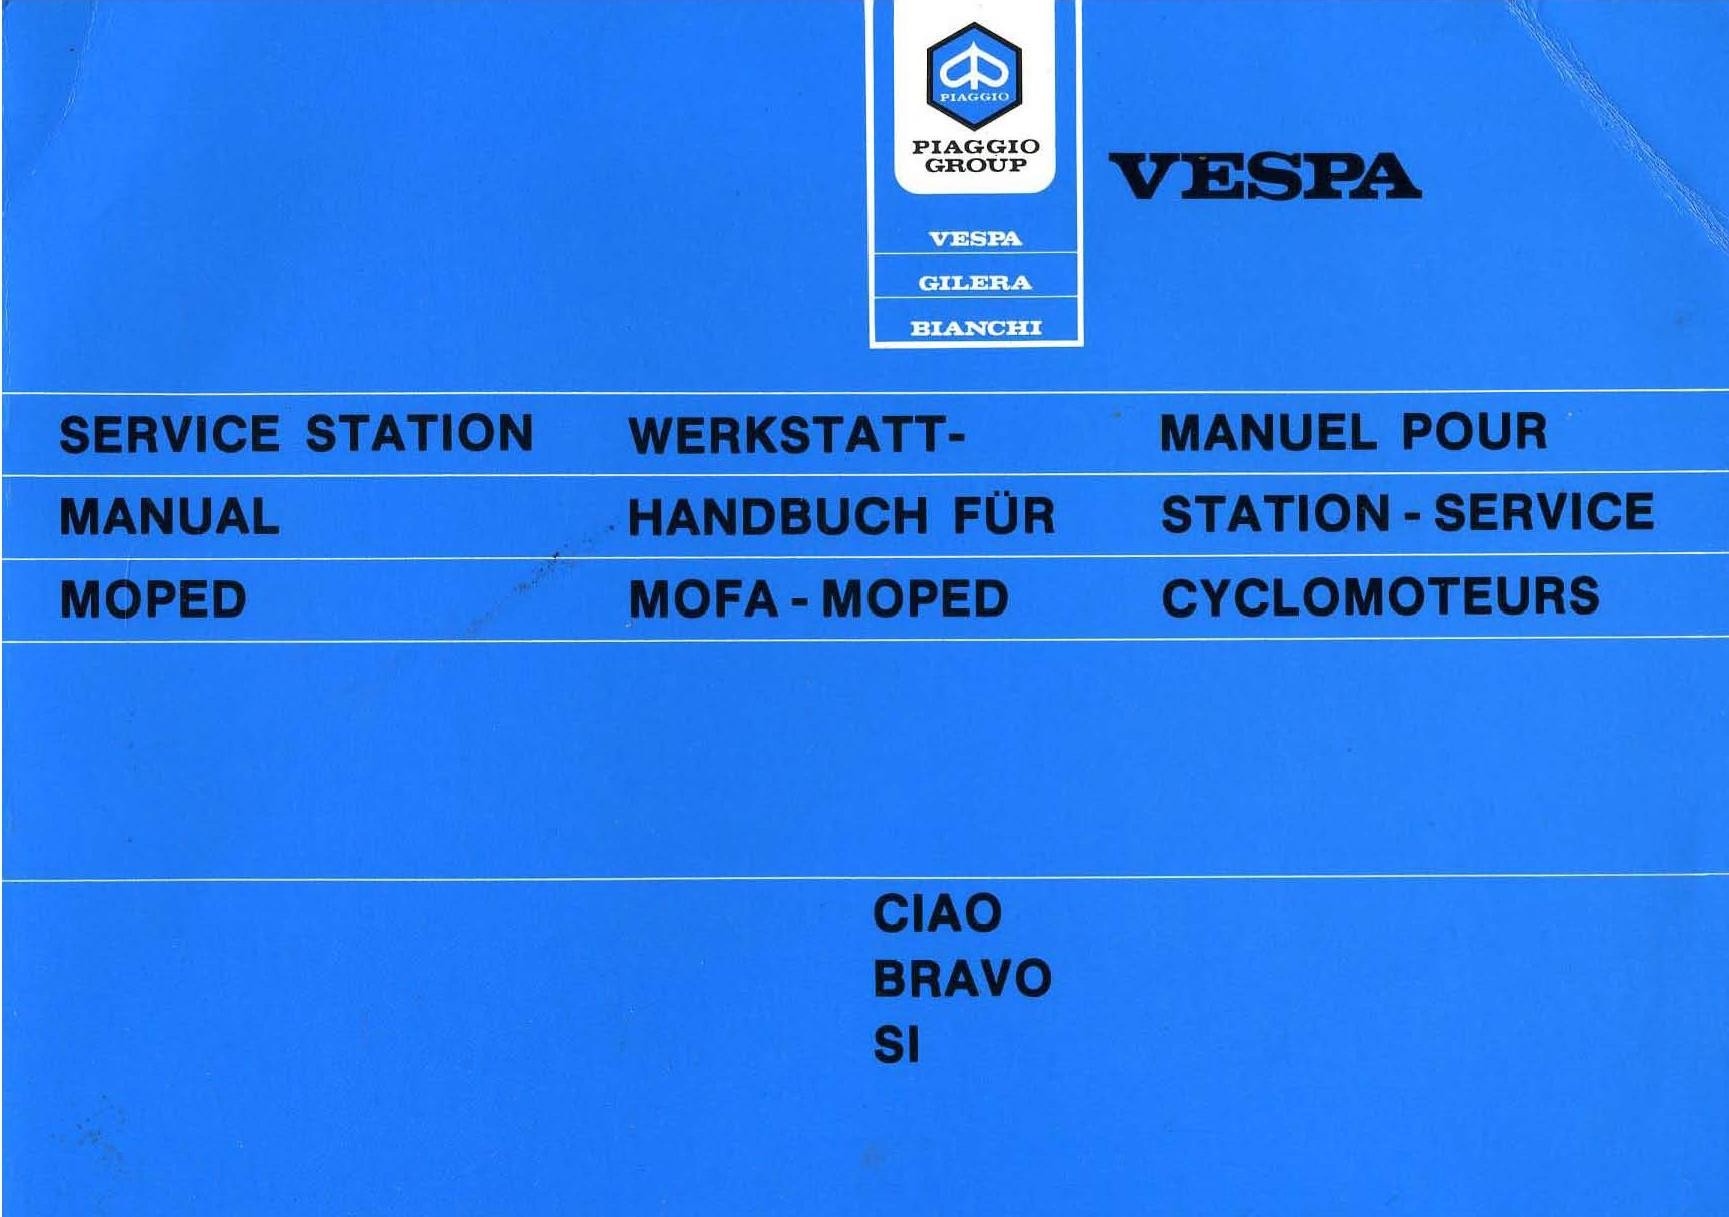 PIAGGIO
PIAGGIO
GROUP
VESPA
VESPA
GILERA
BIANCHI
SERVICE STATION
MANUAL
MOPED
WERKSTATT-
HANDBUCH FÜR
MOFA - MOPED
MANUEL POUR
STATION - SERVICE
CYCLOMOTEURS
CIAO
BRAVO
SI